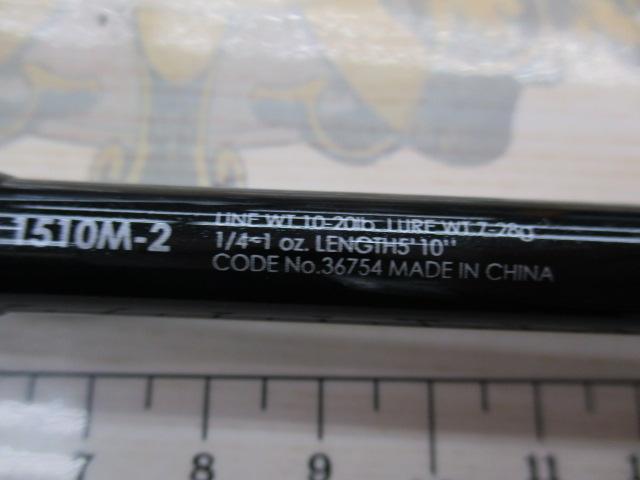 1510M-2
LINE WT 10-20lb. LURE WT 7-28g
1/4-1 oz. LENGTH5'10"
CODE No.36754 MADE IN CHINA
7 8 9 11